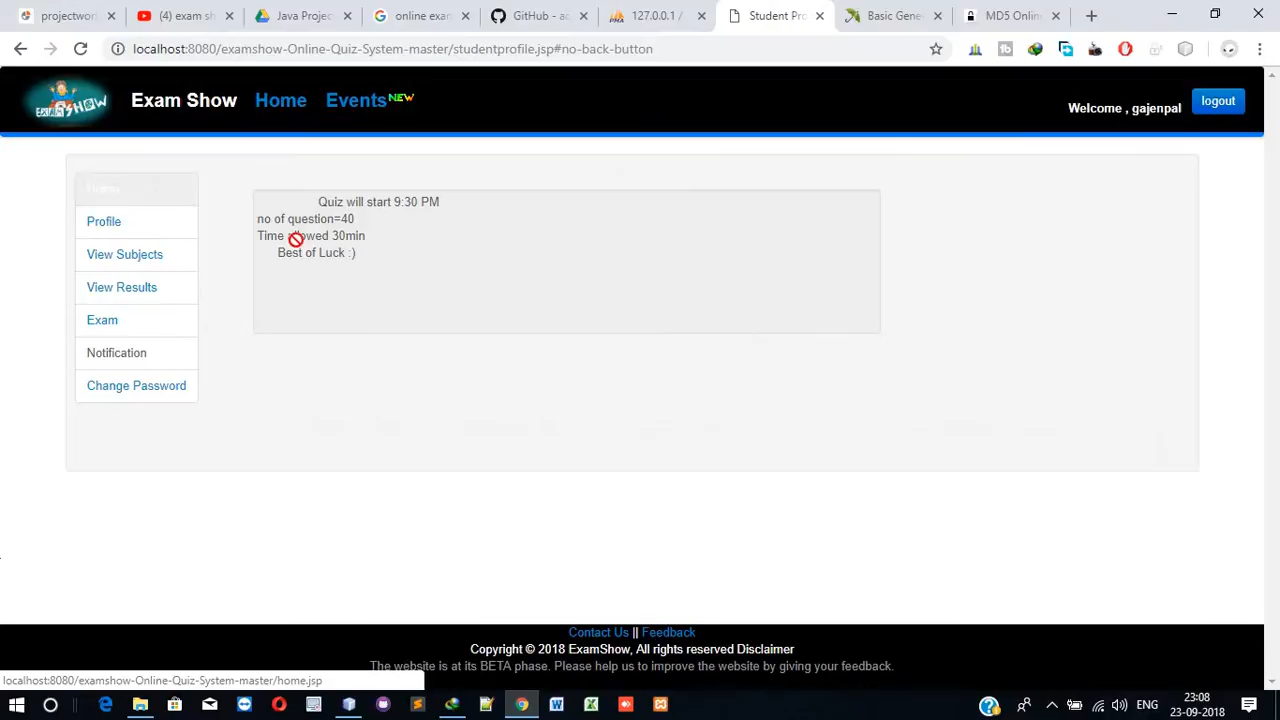 projectwork
(4) exam sh
Java Projec
online exam
GitHub - ac
127.0.0.1 /
Student Pro
Basic Gene
MD5 Online
localhost:8080/examshow-Online-Quiz-System-master/studentprofile.jsp#no-back-button
EXAMSHOW
Exam Show
Home
Events NEW
Welcome , gajenpal
logout
Quiz will start 9:30 PM
no of question=40
Time allowed 30min
Best of Luck :)
Profile
View Subjects
View Results
Exam
Notification
Change Password
Contact Us || Feedback
Copyright © 2018 ExamShow, All rights reserved Disclaimer
The website is at its BETA phase. Please help us to improve the website by giving your feedback.
localhost:8080/examshow-Online-Quiz-System-master/home.jsp
ENG
23:08
23-09-2018